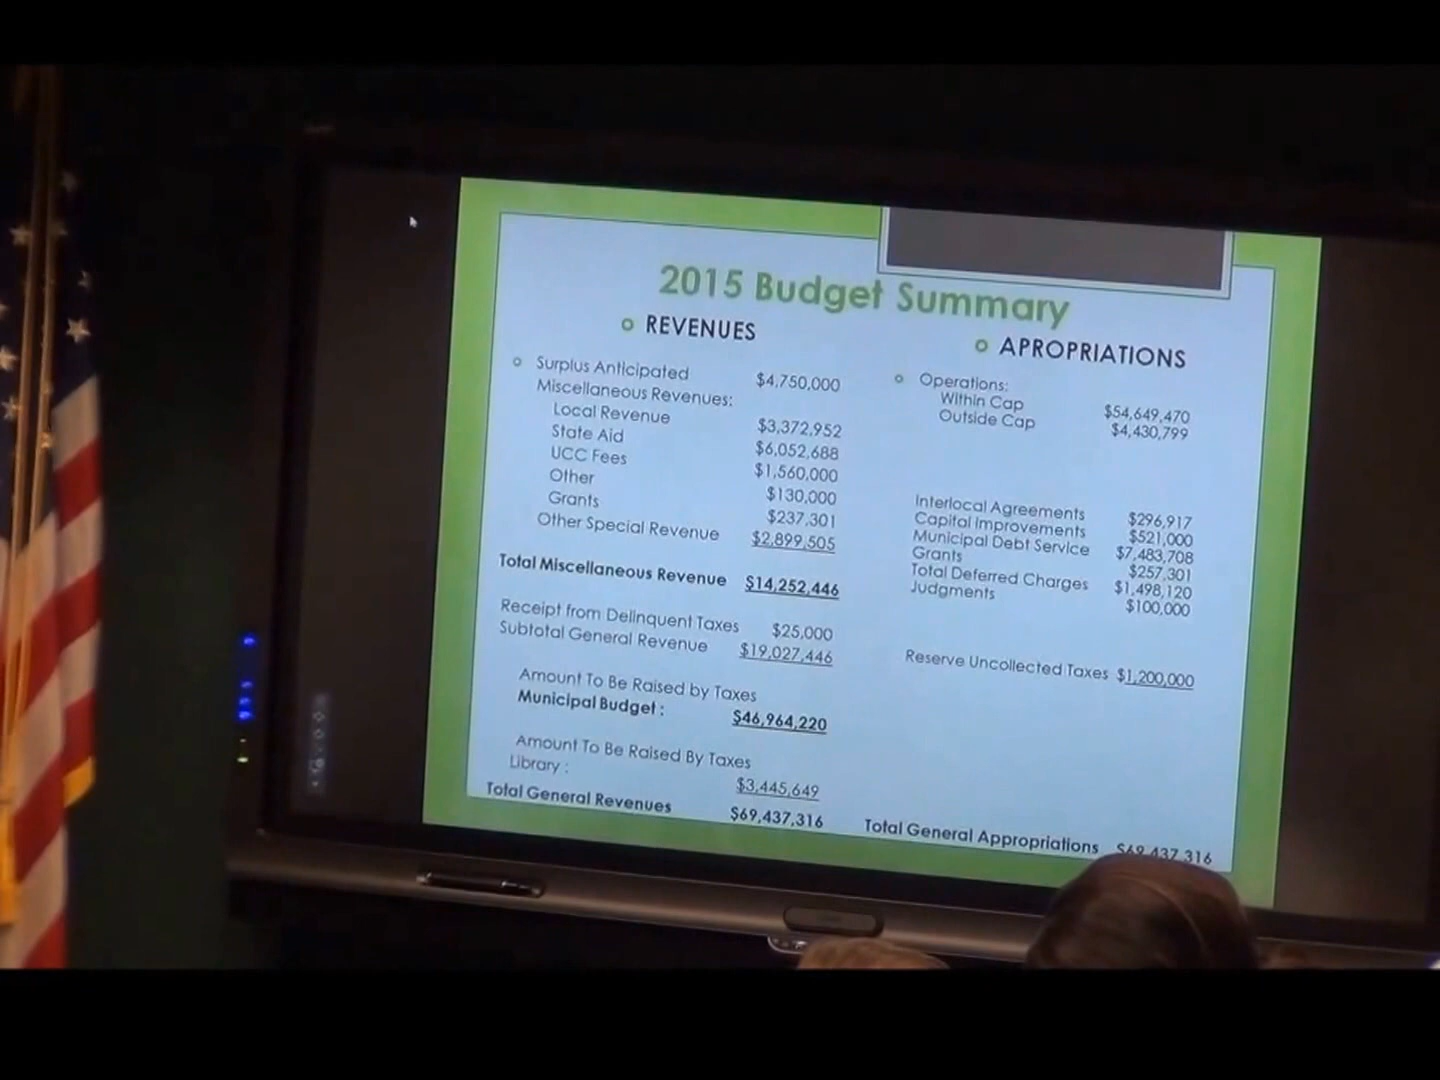 2015 Budget Summary
REVENUES
Surplus Anticipated $4,750,000
Miscellaneous Revenues:
Local Revenue $3,372,952
State Aid $6,052,688
UCC Fees $1,560,000
Other $130,000
Grants $237,301
Other Special Revenue $2,899,505
Total Miscellaneous Revenue $14,252,446
Receipt from Delinquent Taxes $25,000
Subtotal General Revenue $19,027,446
Amount To Be Raised by Taxes
Municipal Budget : $46,964,220
Amount To Be Raised By Taxes
Library : $3,445,649
Total General Revenues $69,437,316
APROPRIATIONS
Operations:
Within Cap $54,649,470
Outside Cap $4,430,799
Interlocal Agreements $296,917
Capital Improvements $521,000
Municipal Debt Service $7,483,708
Grants $257,301
Total Deferred Charges $1,498,120
Judgments $100,000
Reserve Uncollected Taxes $1,200,000
Total General Appropriations $69,437,316